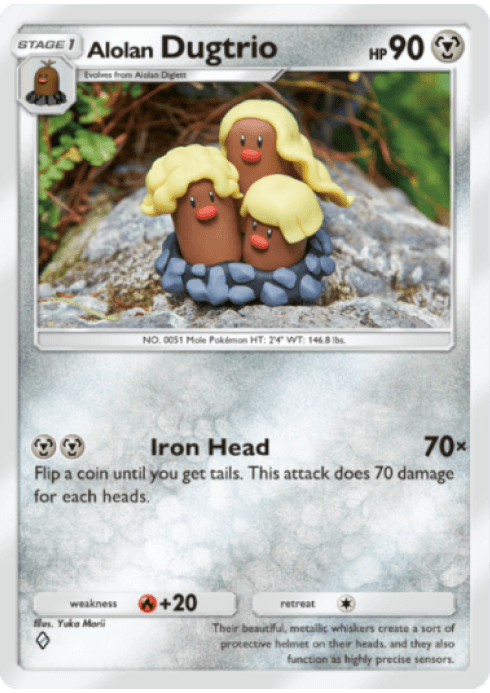 STAGE 1
Alolan Dugtrio
HP 90
Evolves from Alolan Diglett
NO. 0051 Mole Pokémon HT: 2'4" WT: 146.8 lbs.
Iron Head 70×
Flip a coin until you get tails. This attack does 70 damage
for each heads.
weakness +20 retreat
Illus. Yuka Morii
Their beautiful, metallic whiskers create a sort of
protective helmet on their heads, and they also
function as highly precise sensors.